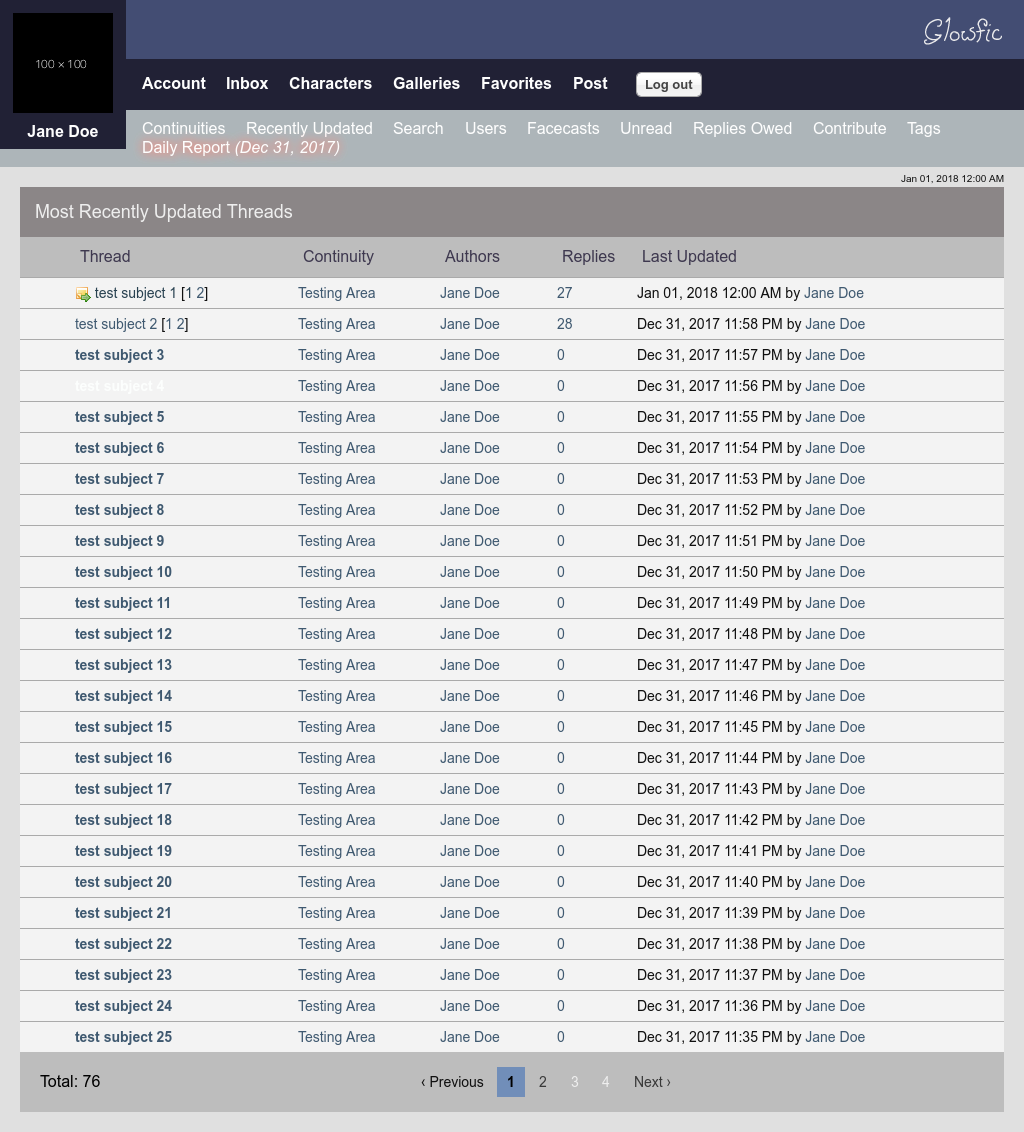 100 × 100
Glowfic
Account Inbox Characters Galleries Favorites Post Log out
Jane Doe
Continuities Recently Updated Search Users Facecasts Unread Replies Owed Contribute Tags
Daily Report (Dec 31, 2017)
Jan 01, 2018 12:00 AM
Most Recently Updated Threads
Thread Continuity Authors Replies Last Updated
test subject 1 [1 2] Testing Area Jane Doe 27 Jan 01, 2018 12:00 AM by Jane Doe
test subject 2 [1 2] Testing Area Jane Doe 28 Dec 31, 2017 11:58 PM by Jane Doe
test subject 3 Testing Area Jane Doe 0 Dec 31, 2017 11:57 PM by Jane Doe
test subject 4 Testing Area Jane Doe 0 Dec 31, 2017 11:56 PM by Jane Doe
test subject 5 Testing Area Jane Doe 0 Dec 31, 2017 11:55 PM by Jane Doe
test subject 6 Testing Area Jane Doe 0 Dec 31, 2017 11:54 PM by Jane Doe
test subject 7 Testing Area Jane Doe 0 Dec 31, 2017 11:53 PM by Jane Doe
test subject 8 Testing Area Jane Doe 0 Dec 31, 2017 11:52 PM by Jane Doe
test subject 9 Testing Area Jane Doe 0 Dec 31, 2017 11:51 PM by Jane Doe
test subject 10 Testing Area Jane Doe 0 Dec 31, 2017 11:50 PM by Jane Doe
test subject 11 Testing Area Jane Doe 0 Dec 31, 2017 11:49 PM by Jane Doe
test subject 12 Testing Area Jane Doe 0 Dec 31, 2017 11:48 PM by Jane Doe
test subject 13 Testing Area Jane Doe 0 Dec 31, 2017 11:47 PM by Jane Doe
test subject 14 Testing Area Jane Doe 0 Dec 31, 2017 11:46 PM by Jane Doe
test subject 15 Testing Area Jane Doe 0 Dec 31, 2017 11:45 PM by Jane Doe
test subject 16 Testing Area Jane Doe 0 Dec 31, 2017 11:44 PM by Jane Doe
test subject 17 Testing Area Jane Doe 0 Dec 31, 2017 11:43 PM by Jane Doe
test subject 18 Testing Area Jane Doe 0 Dec 31, 2017 11:42 PM by Jane Doe
test subject 19 Testing Area Jane Doe 0 Dec 31, 2017 11:41 PM by Jane Doe
test subject 20 Testing Area Jane Doe 0 Dec 31, 2017 11:40 PM by Jane Doe
test subject 21 Testing Area Jane Doe 0 Dec 31, 2017 11:39 PM by Jane Doe
test subject 22 Testing Area Jane Doe 0 Dec 31, 2017 11:38 PM by Jane Doe
test subject 23 Testing Area Jane Doe 0 Dec 31, 2017 11:37 PM by Jane Doe
test subject 24 Testing Area Jane Doe 0 Dec 31, 2017 11:36 PM by Jane Doe
test subject 25 Testing Area Jane Doe 0 Dec 31, 2017 11:35 PM by Jane Doe
Total: 76 ‹ Previous 1 2 3 4 Next ›